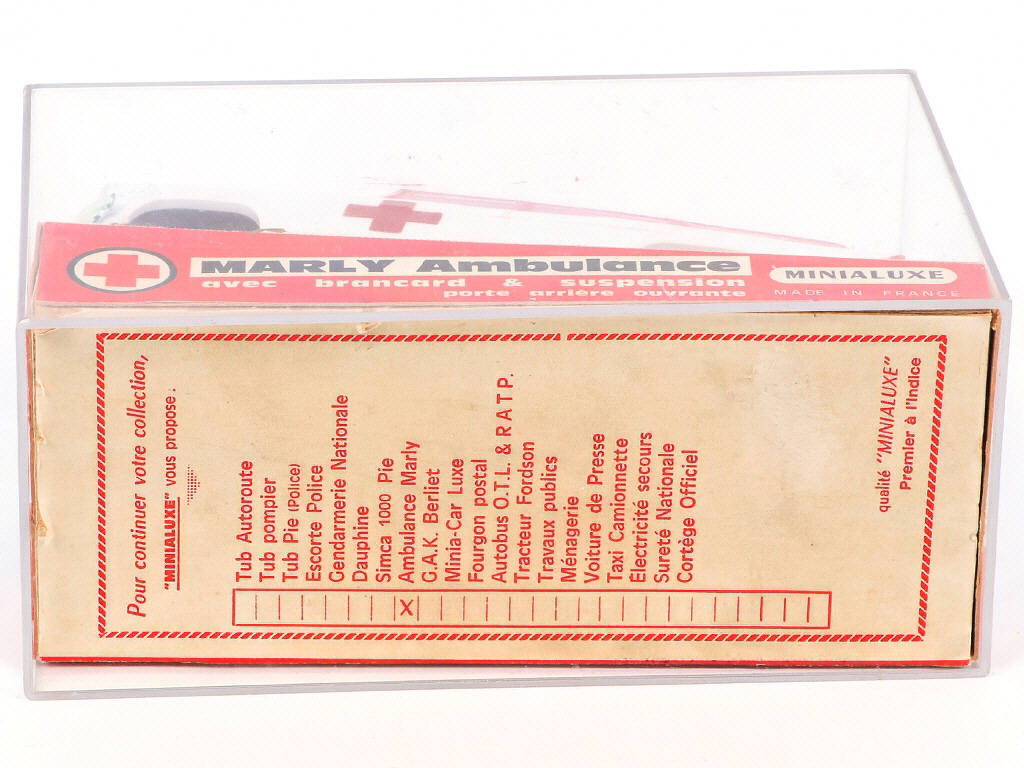 MARLY Ambulance
avec brancard & suspension
porte arrière ouvrante
MINIALUXE
MADE IN FRANCE
Pour continuer votre collection,
"MINIALUXE" vous propose :
Tub Autoroute
Tub pompier
Tub Pie (Police)
Escorte Police
Gendarmerie Nationale
Dauphine
Simca 1000 Pie
X Ambulance Marly
G.A.K. Berliet
Minia-Car Luxe
Fourgon postal
Autobus O.T.L. & R A T P.
Tracteur Fordson
Travaux publics
Ménagerie
Voiture de Presse
Taxi Camionnette
Electricité secours
Sureté Nationale
Cortège Officiel
qualité "MINIALUXE"
Premier à l'Indice